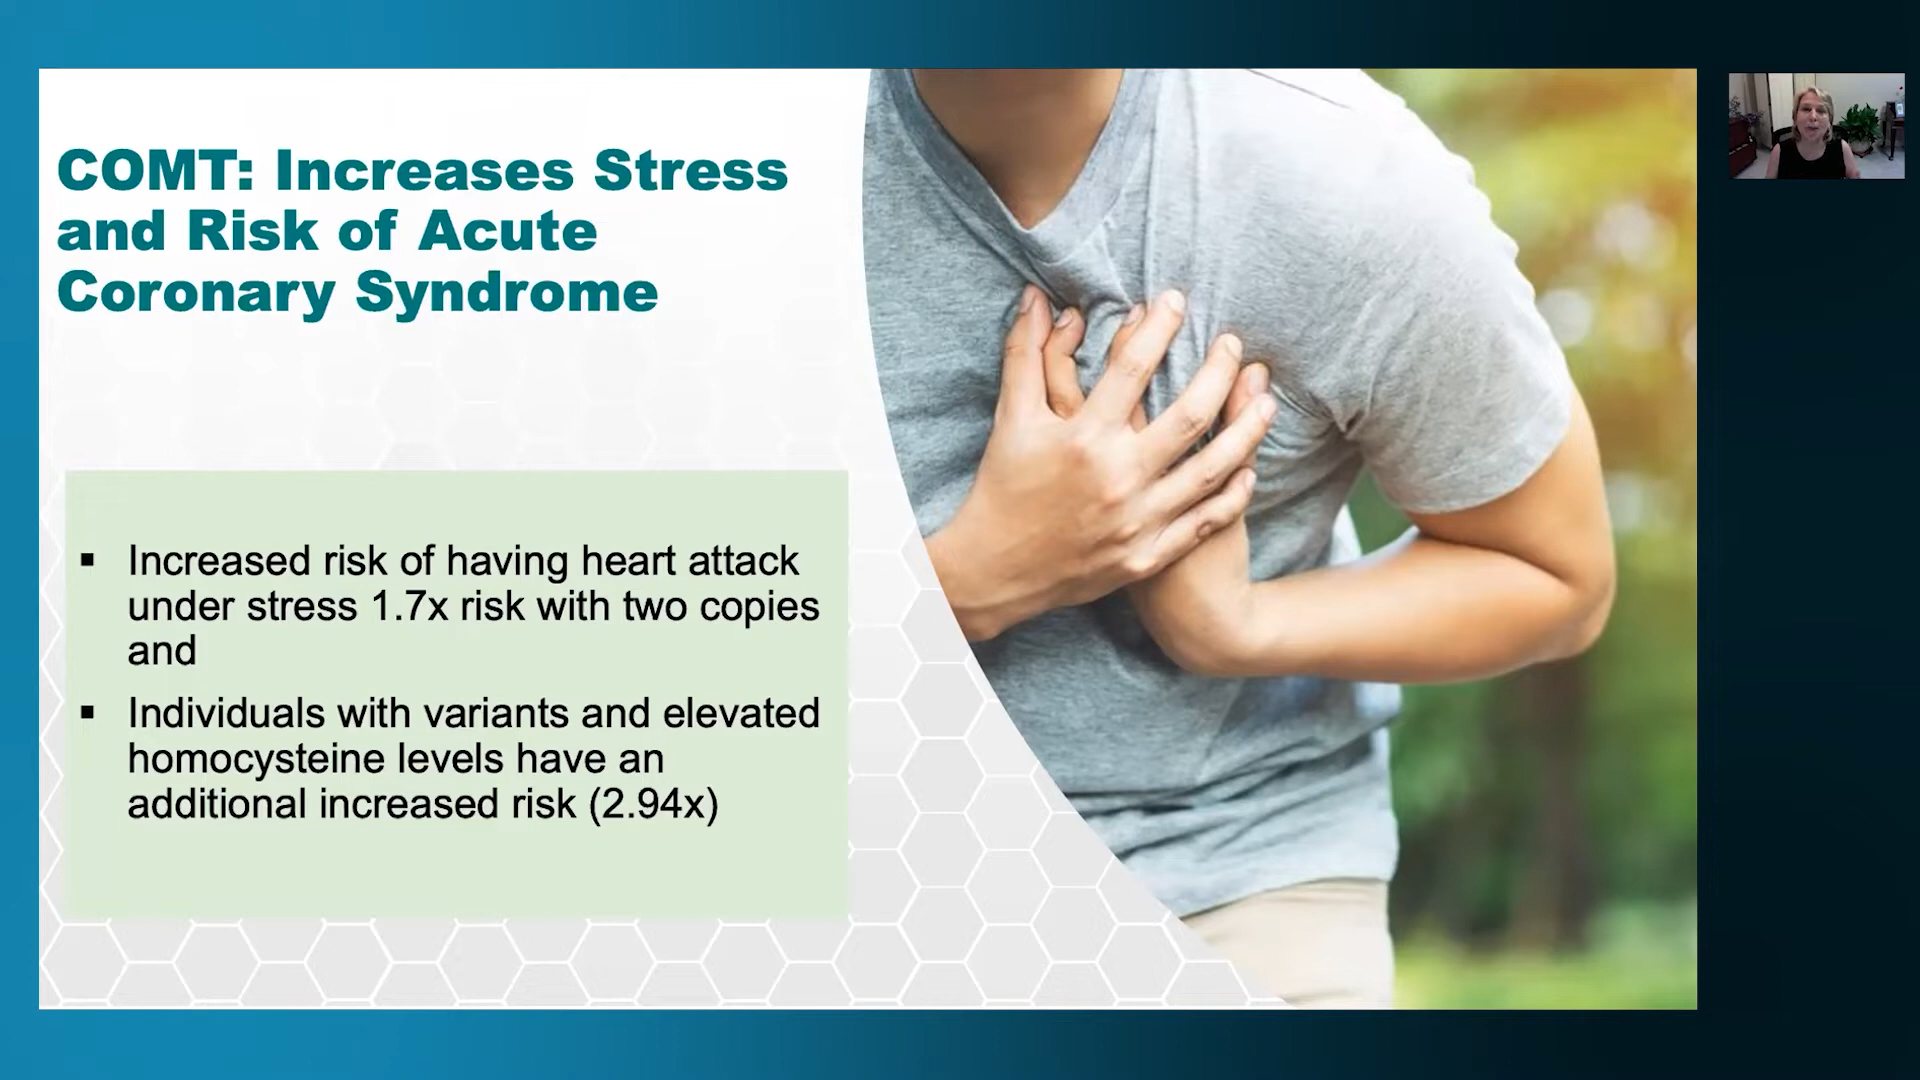 COMT: Increases Stress
and Risk of Acute
Coronary Syndrome
▪ Increased risk of having heart attack
under stress 1.7x risk with two copies
and
▪ Individuals with variants and elevated
homocysteine levels have an
additional increased risk (2.94x)